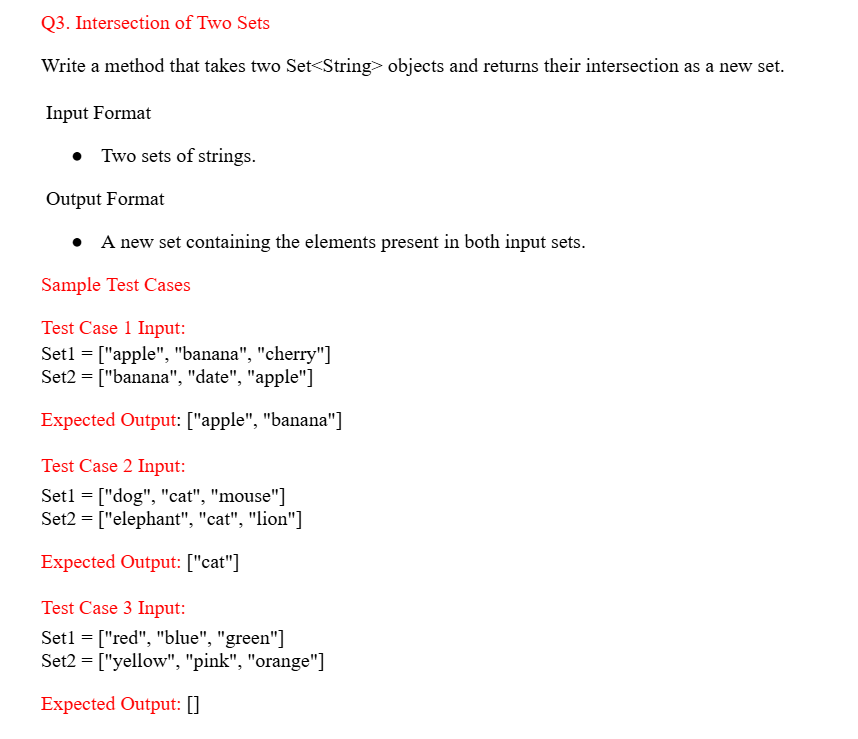 Q3. Intersection of Two Sets
Write a method that takes two Set<String> objects and returns their intersection as a new set.
Input Format
● Two sets of strings.
Output Format
● A new set containing the elements present in both input sets.
Sample Test Cases
Test Case 1 Input:
Set1 = ["apple", "banana", "cherry"]
Set2 = ["banana", "date", "apple"]
Expected Output: ["apple", "banana"]
Test Case 2 Input:
Set1 = ["dog", "cat", "mouse"]
Set2 = ["elephant", "cat", "lion"]
Expected Output: ["cat"]
Test Case 3 Input:
Set1 = ["red", "blue", "green"]
Set2 = ["yellow", "pink", "orange"]
Expected Output: []